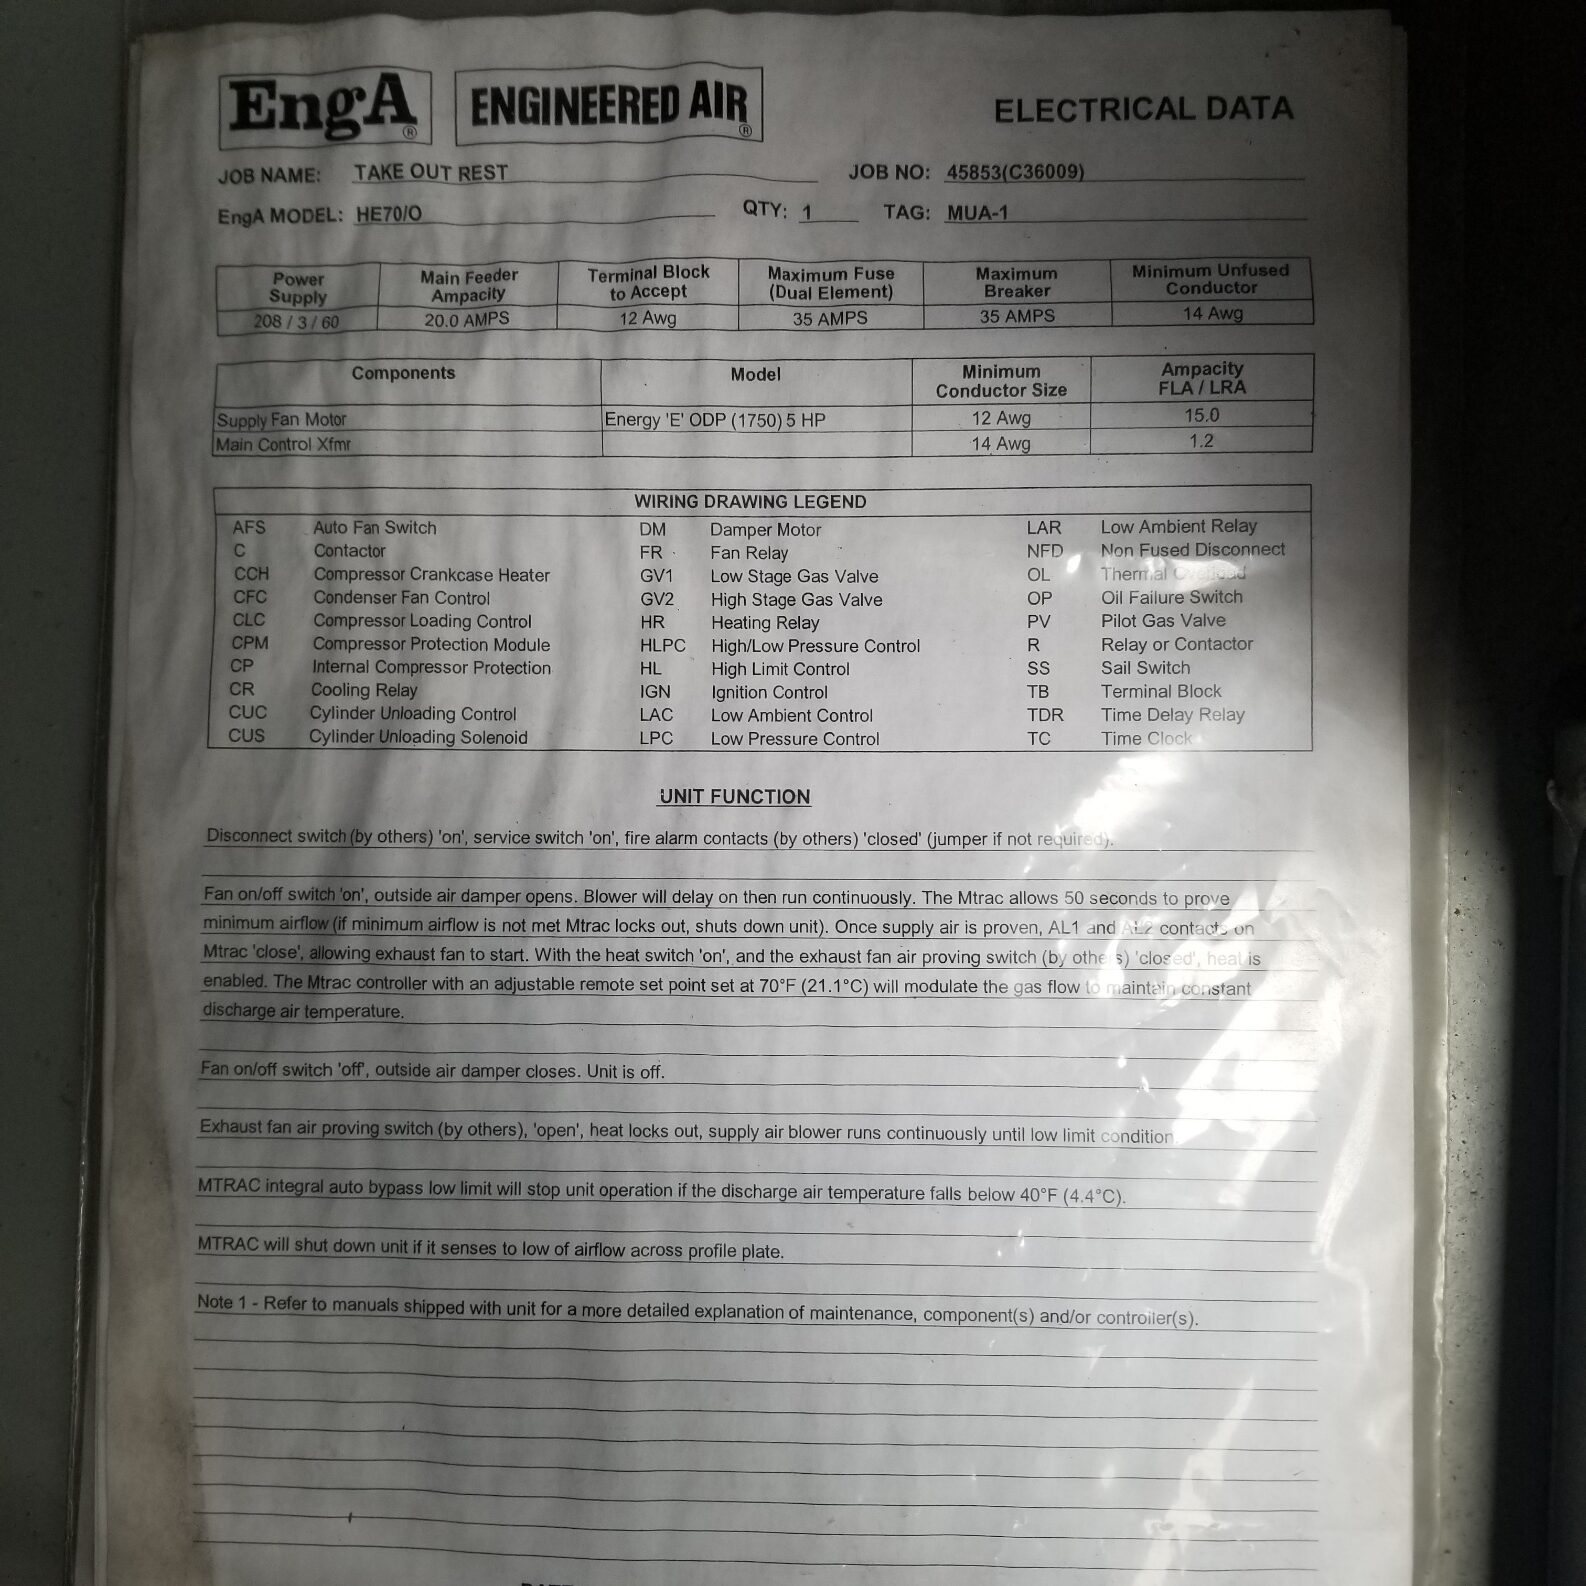 EngA® ENGINEERED AIR® ELECTRICAL DATA
JOB NAME: TAKE OUT REST JOB NO: 45853(C36009)
EngA MODEL: HE70/O QTY: 1 TAG: MUA-1
Power Supply Main Feeder Ampacity Terminal Block to Accept Maximum Fuse (Dual Element) Maximum Breaker Minimum Unfused Conductor
208 / 3 / 60 20.0 AMPS 12 Awg 35 AMPS 35 AMPS 14 Awg
Components Model Minimum Conductor Size Ampacity FLA / LRA
Supply Fan Motor Energy 'E' ODP (1750) 5 HP 12 Awg 15.0
Main Control Xfmr 14 Awg 1.2
WIRING DRAWING LEGEND
AFS Auto Fan Switch DM Damper Motor LAR Low Ambient Relay
C Contactor FR Fan Relay NFD Non Fused Disconnect
CCH Compressor Crankcase Heater GV1 Low Stage Gas Valve OL Thermal Overload
CFC Condenser Fan Control GV2 High Stage Gas Valve OP Oil Failure Switch
CLC Compressor Loading Control HR Heating Relay PV Pilot Gas Valve
CPM Compressor Protection Module HLPC High/Low Pressure Control R Relay or Contactor
CP Internal Compressor Protection HL High Limit Control SS Sail Switch
CR Cooling Relay IGN Ignition Control TB Terminal Block
CUC Cylinder Unloading Control LAC Low Ambient Control TDR Time Delay Relay
CUS Cylinder Unloading Solenoid LPC Low Pressure Control TC Time Clock
UNIT FUNCTION
Disconnect switch (by others) 'on', service switch 'on', fire alarm contacts (by others) 'closed' (jumper if not required).
Fan on/off switch 'on', outside air damper opens. Blower will delay on then run continuously. The Mtrac allows 50 seconds to prove
minimum airflow (if minimum airflow is not met Mtrac locks out, shuts down unit). Once supply air is proven, AL1 and AL2 contacts on
Mtrac 'close', allowing exhaust fan to start. With the heat switch 'on', and the exhaust fan air proving switch (by others) 'closed', heat is
enabled. The Mtrac controller with an adjustable remote set point set at 70°F (21.1°C) will modulate the gas flow to maintain constant
discharge air temperature.
Fan on/off switch 'off', outside air damper closes. Unit is off.
Exhaust fan air proving switch (by others), 'open', heat locks out, supply air blower runs continuously until low limit condition.
MTRAC integral auto bypass low limit will stop unit operation if the discharge air temperature falls below 40°F (4.4°C).
MTRAC will shut down unit if it senses to low of airflow across profile plate.
Note 1 - Refer to manuals shipped with unit for a more detailed explanation of maintenance, component(s) and/or controller(s).